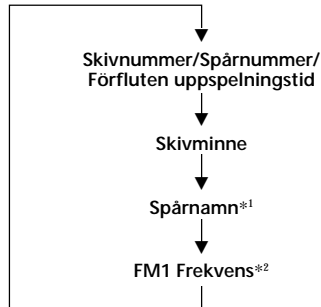 Skivnummer/Spårnummer/
Förfluten uppspelningstid
Skivminne
Spårnamn*1
FM1 Frekvens*2